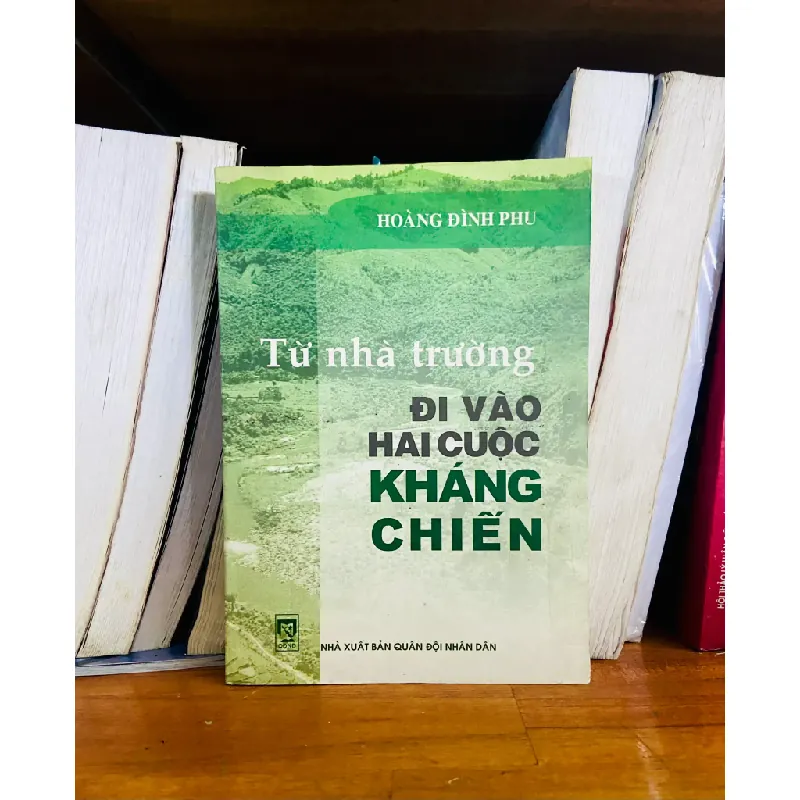 HOÀNG ĐÌNH PHU
Từ nhà trường
ĐI VÀO
HAI CUỘC
KHÁNG
CHIẾN
NHÀ XUẤT BẢN QUÂN ĐỘI NHÂN DÂN